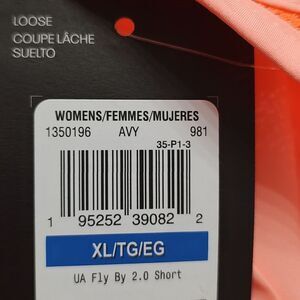 LOOSE
COUPE LÂCHE
SUELTO
WOMENS/FEMMES/MUJERES
1350196 AVY 981
35-P1-3
1 95252 39082 2
XL/TG/EG
UA Fly By 2.0 Short